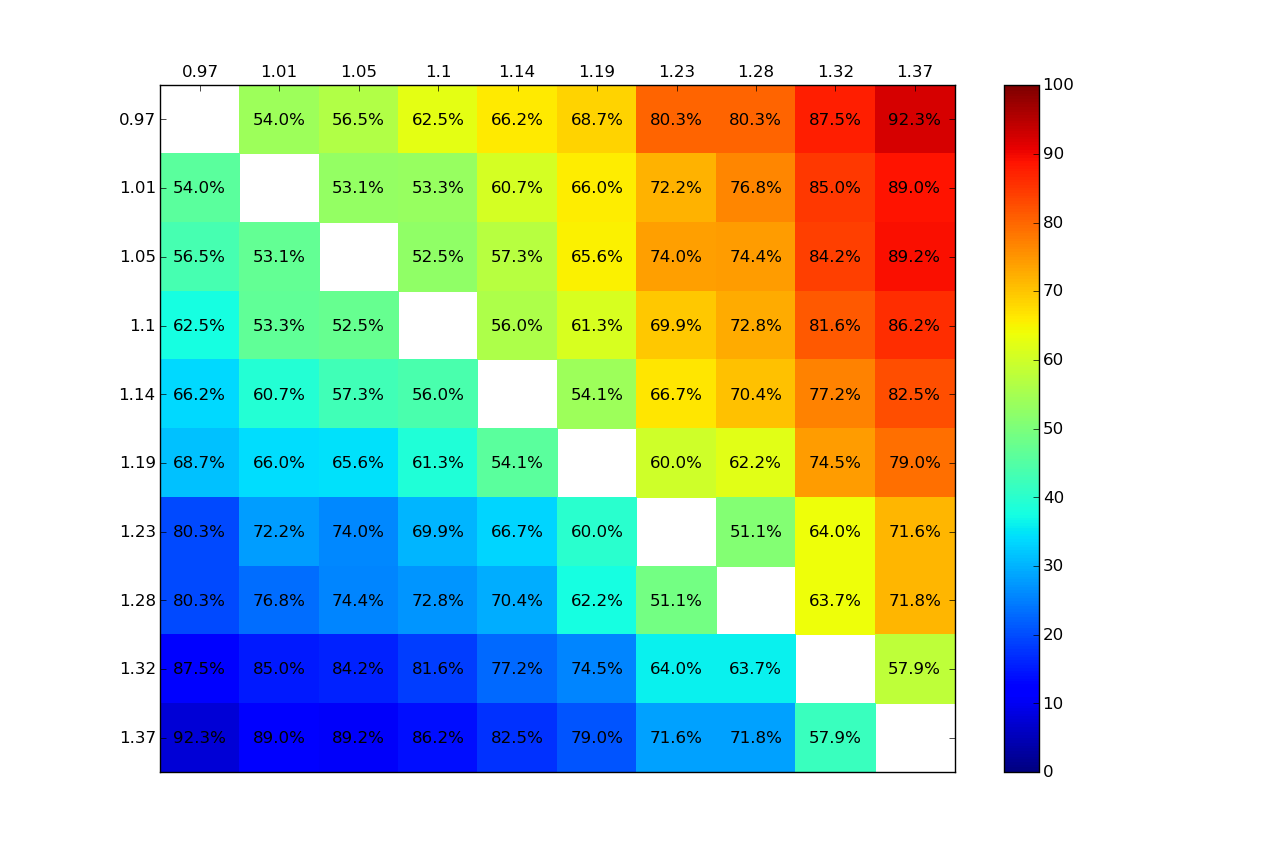 0.97 1.01 1.05 1.1 1.14 1.19 1.23 1.28 1.32 1.37
0.97 54.0% 56.5% 62.5% 66.2% 68.7% 80.3% 80.3% 87.5% 92.3%
1.01 54.0% 53.1% 53.3% 60.7% 66.0% 72.2% 76.8% 85.0% 89.0%
1.05 56.5% 53.1% 52.5% 57.3% 65.6% 74.0% 74.4% 84.2% 89.2%
1.1 62.5% 53.3% 52.5% 56.0% 61.3% 69.9% 72.8% 81.6% 86.2%
1.14 66.2% 60.7% 57.3% 56.0% 54.1% 66.7% 70.4% 77.2% 82.5%
1.19 68.7% 66.0% 65.6% 61.3% 54.1% 60.0% 62.2% 74.5% 79.0%
1.23 80.3% 72.2% 74.0% 69.9% 66.7% 60.0% 51.1% 64.0% 71.6%
1.28 80.3% 76.8% 74.4% 72.8% 70.4% 62.2% 51.1% 63.7% 71.8%
1.32 87.5% 85.0% 84.2% 81.6% 77.2% 74.5% 64.0% 63.7% 57.9%
1.37 92.3% 89.0% 89.2% 86.2% 82.5% 79.0% 71.6% 71.8% 57.9%
100
90
80
70
60
50
40
30
20
10
0